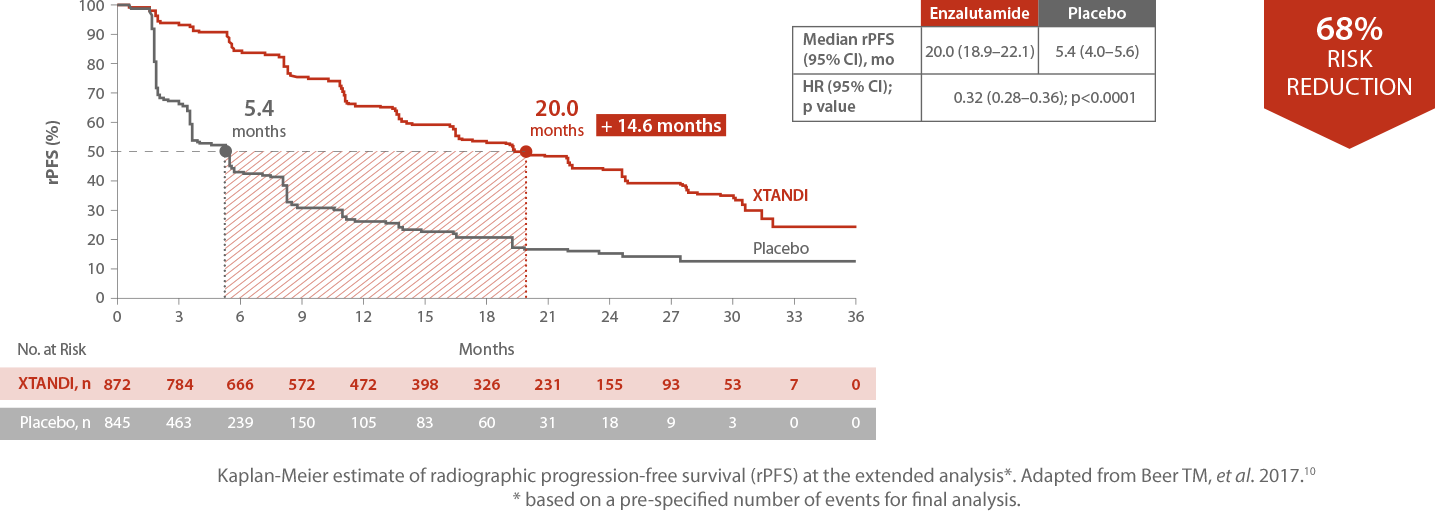 Enzalutamide Placebo
Median rPFS (95% CI), mo 20.0 (18.9–22.1) 5.4 (4.0–5.6)
HR (95% CI); p value 0.32 (0.28–0.36); p<0.0001
68%
RISK
REDUCTION
rPFS (%)
100
90
80
70
60
50
40
30
20
10
0
5.4
months
20.0
months
+ 14.6 months
XTANDI
Placebo
0 3 6 9 12 15 18 21 24 27 30 33 36
No. at Risk Months
XTANDI, n 872 784 666 572 472 398 326 231 155 93 53 7 0
Placebo, n 845 463 239 150 105 83 60 31 18 9 3 0 0
Kaplan-Meier estimate of radiographic progression-free survival (rPFS) at the extended analysis*. Adapted from Beer TM, et al. 2017.¹⁰
* based on a pre-specified number of events for final analysis.